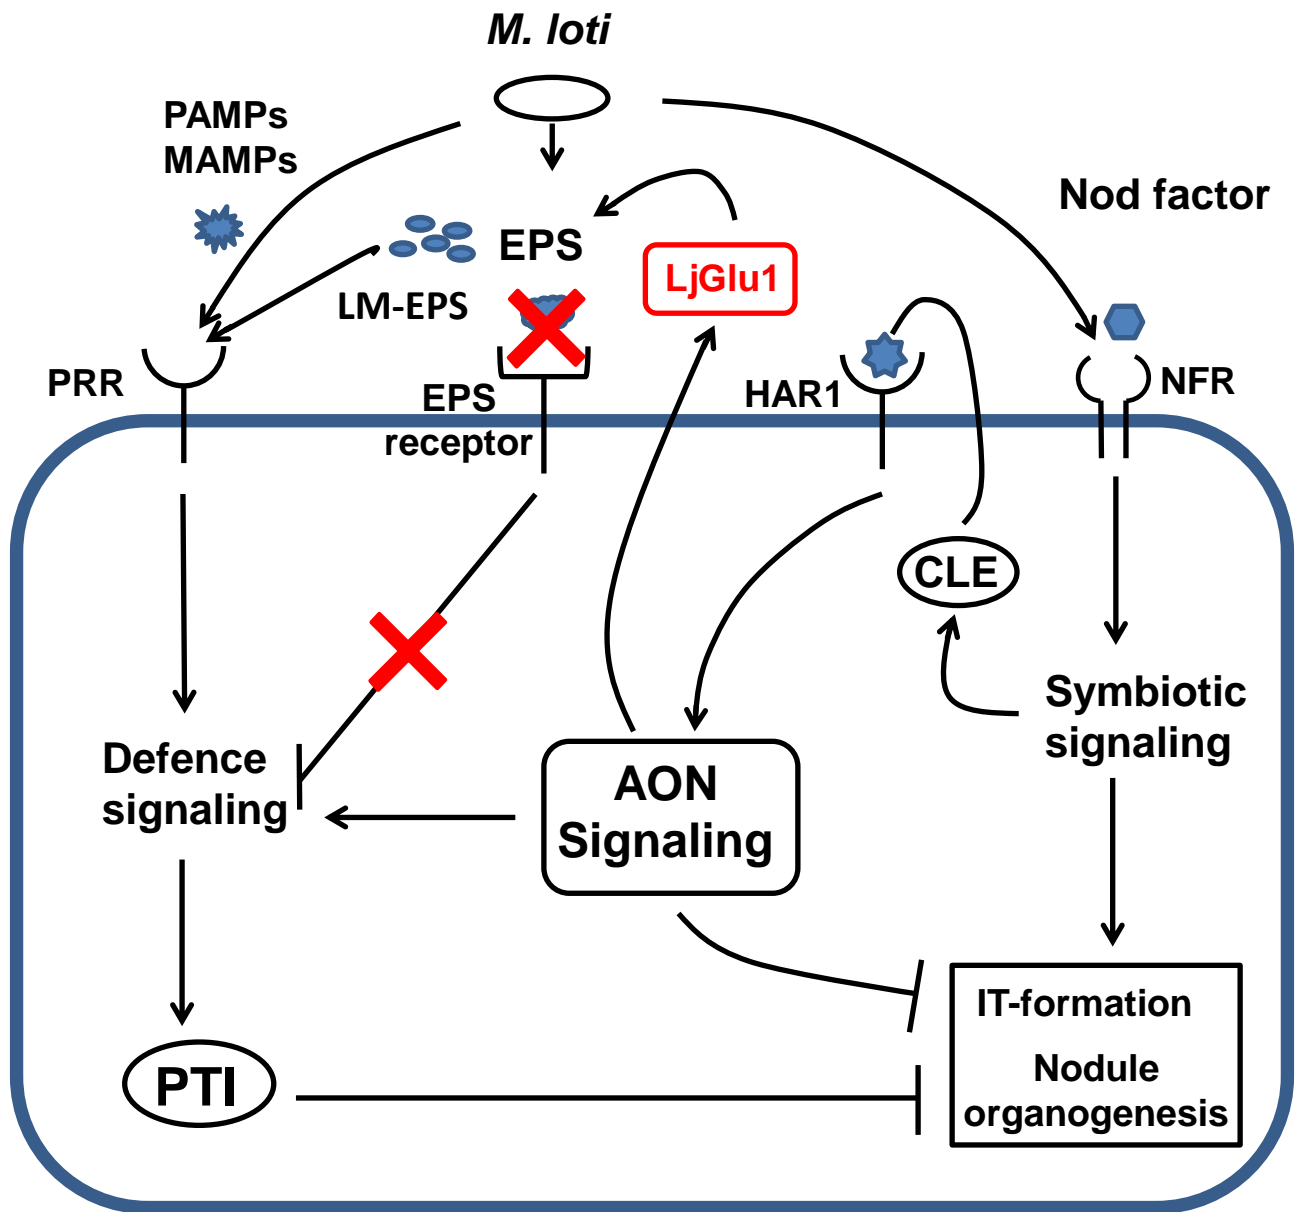 M. loti
PAMPs
MAMPs
Nod factor
EPS
LjGlu1
LM-EPS
PRR
EPS
receptor
HAR1
NFR
CLE
Symbiotic
signaling
Defence
signaling
AON
Signaling
IT-formation
Nodule
organogenesis
PTI